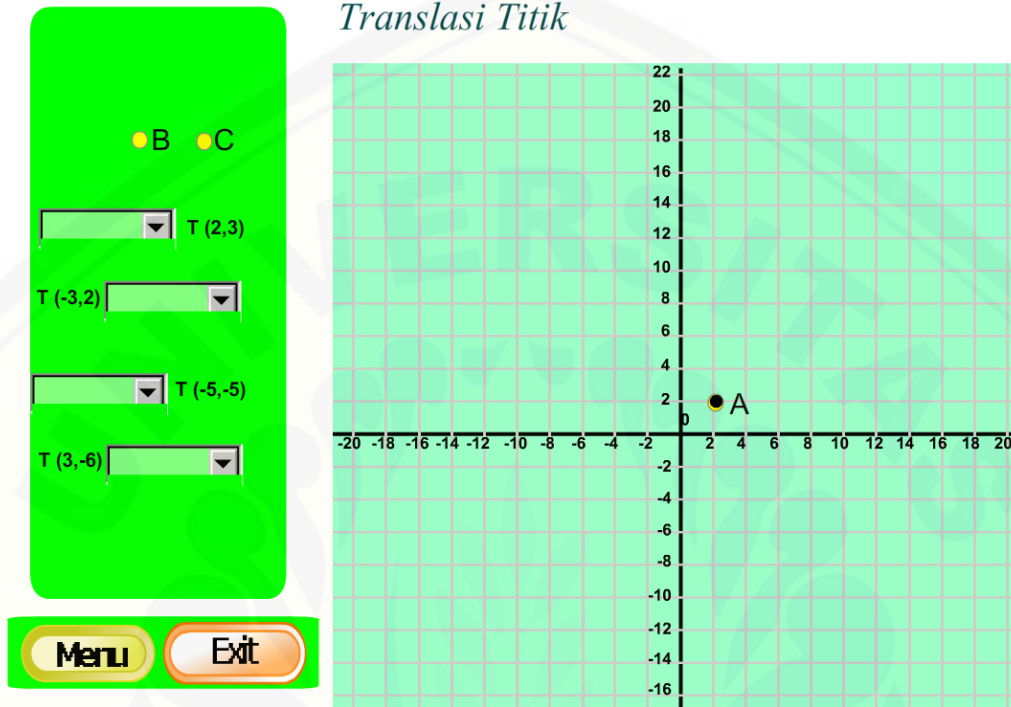 Translasi Titik
B C
T (2,3)
T (-3,2)
T (-5,-5)
T (3,-6)
Menu Exit
22
20
18
16
14
12
10
8
6
4
2
A
0
-20 -18 -16 -14 -12 -10 -8 -6 -4 -2 2 4 6 8 10 12 14 16 18 20
-2
-4
-6
-8
-10
-12
-14
-16
UNIVERSITAS